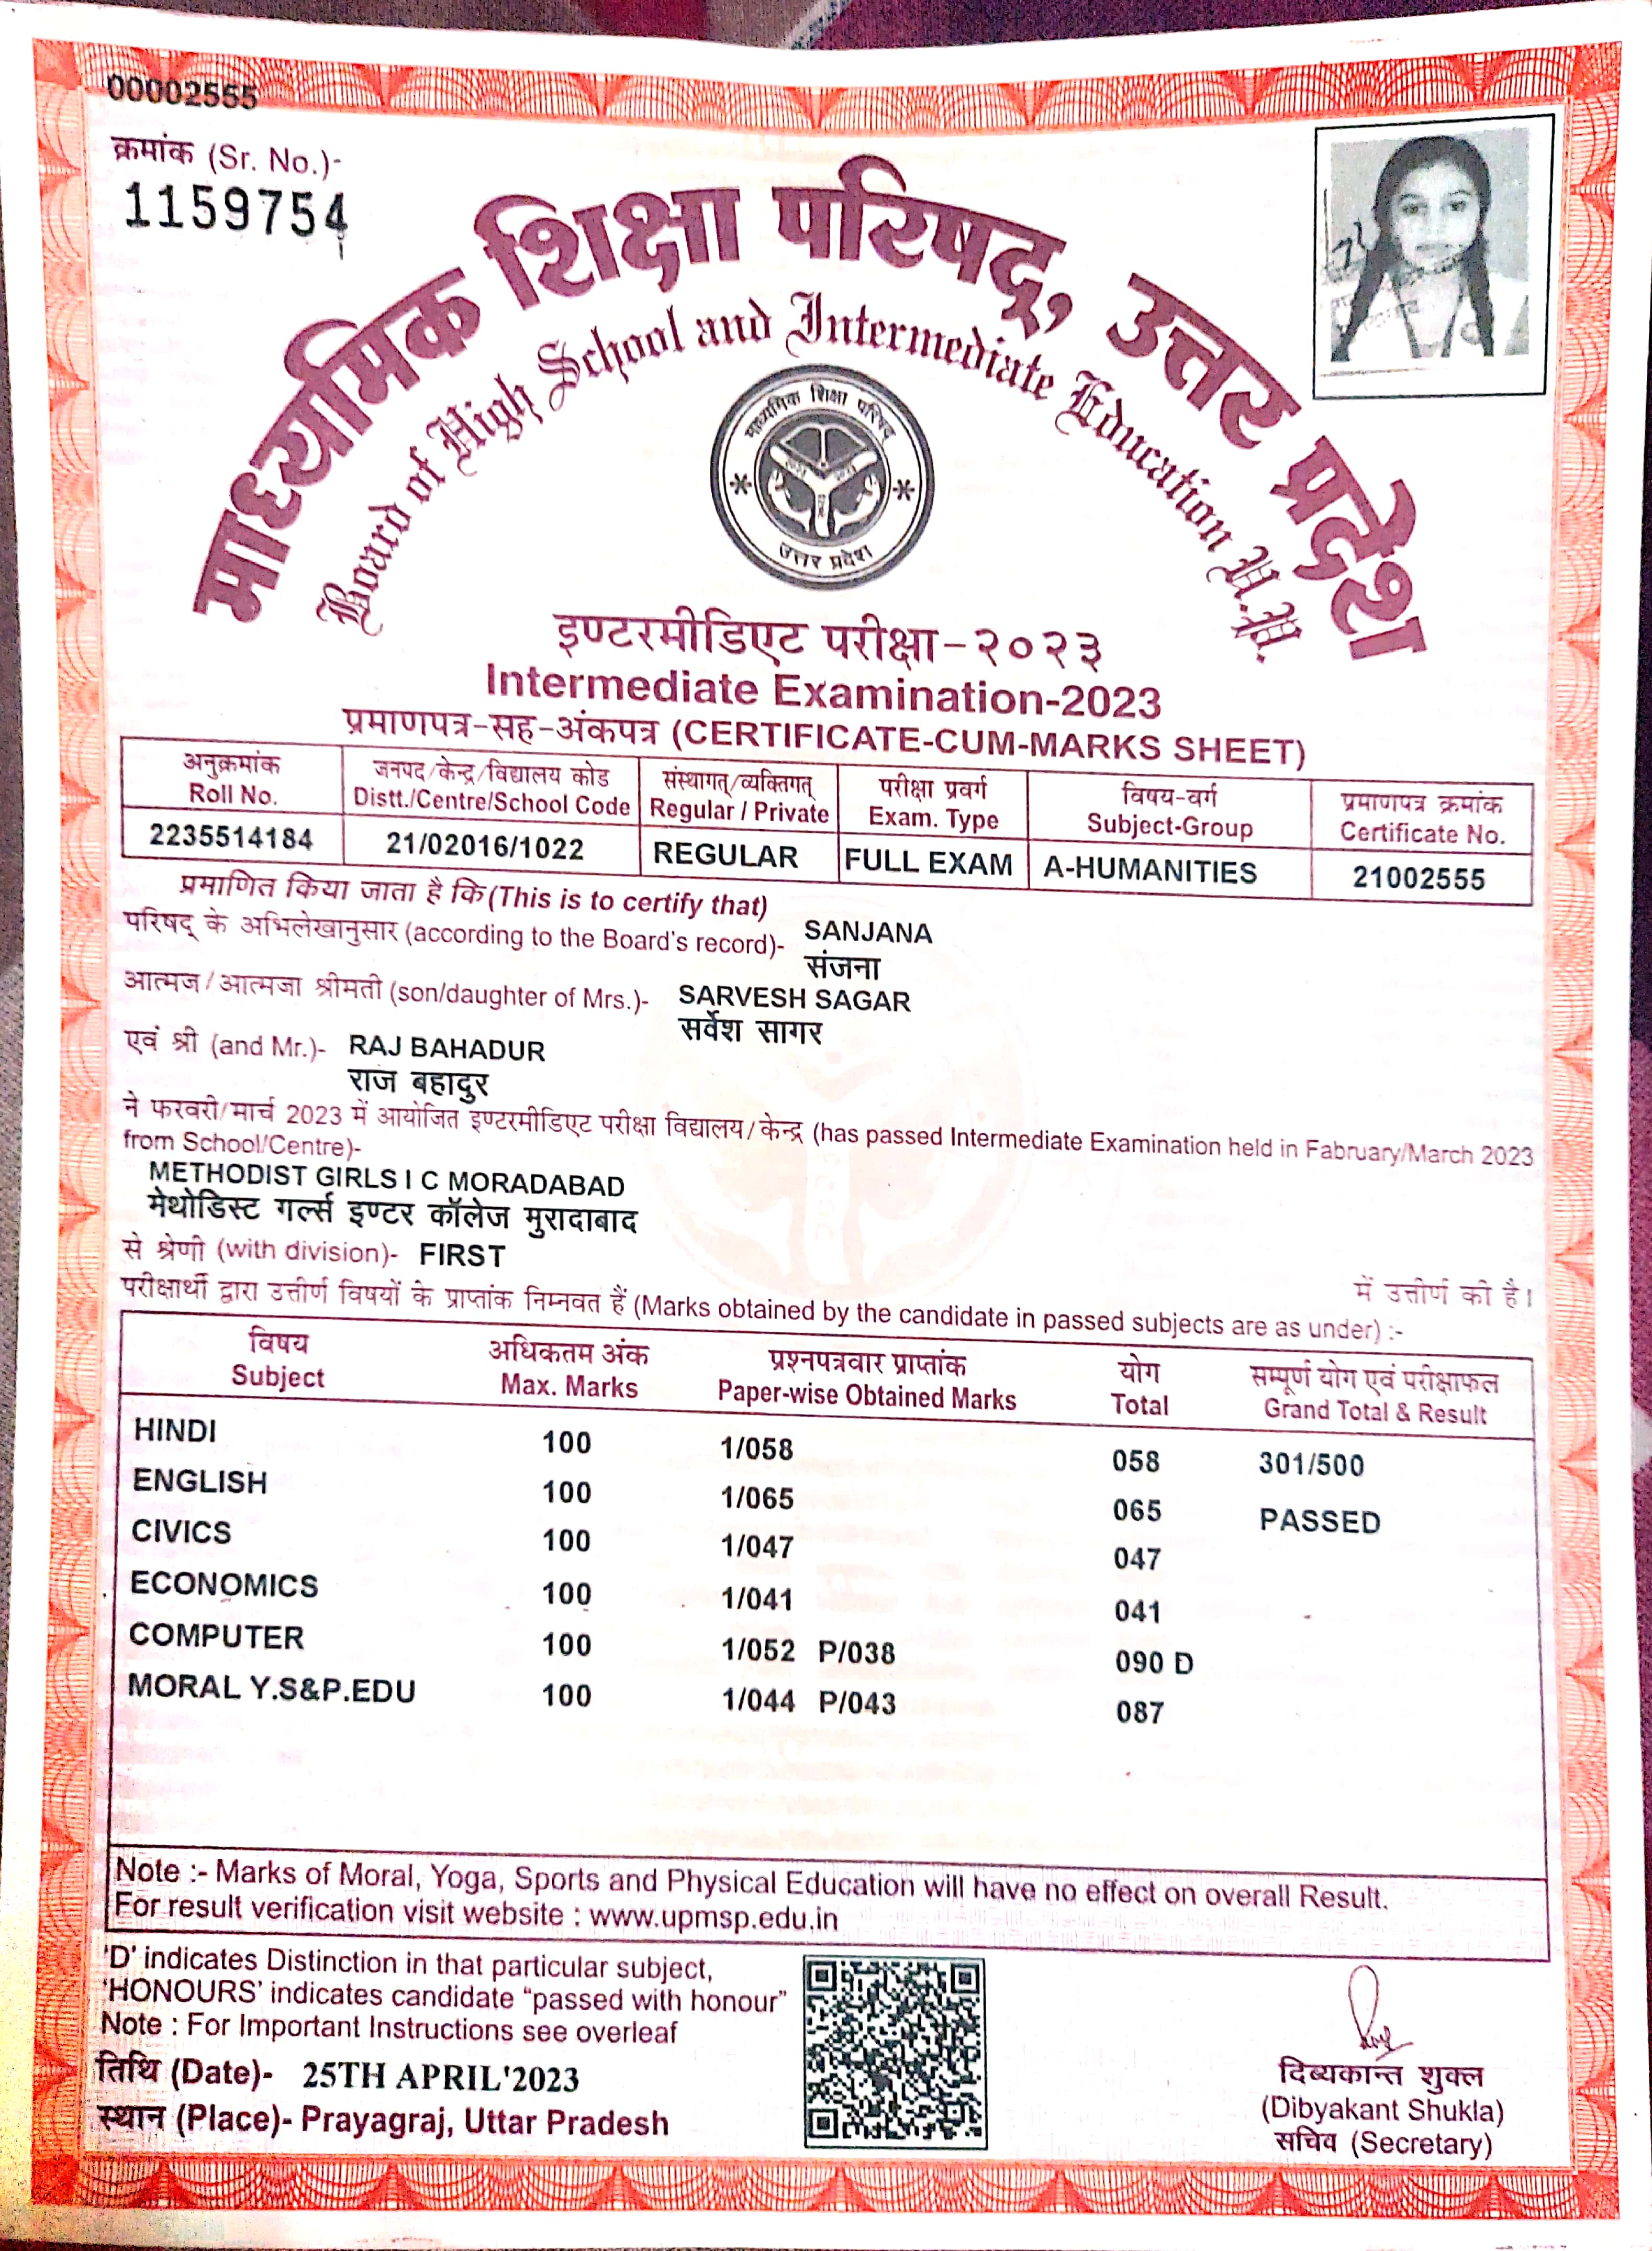 00002555
क्रमांक (Sr. No.)-
1159754
माध्यमिक शिक्षा परिषद्, उत्तर प्रदेश
Board of High School and Intermediate Education U.P.
माध्यमिक शिक्षा परिषद
उत्तर प्रदेश
इण्टरमीडिएट परीक्षा-२०२३
Intermediate Examination-2023
प्रमाणपत्र-सह-अंकपत्र (CERTIFICATE-CUM-MARKS SHEET)
अनुक्रमांक जनपद/केन्द्र/विद्यालय कोड संस्थागत्/व्यक्तिगत् परीक्षा प्रवर्ग विषय-वर्ग प्रमाणपत्र क्रमांक
Roll No. Distt./Centre/School Code Regular / Private Exam. Type Subject-Group Certificate No.
2235514184 21/02016/1022 REGULAR FULL EXAM A-HUMANITIES 21002555
प्रमाणित किया जाता है कि (This is to certify that)
परिषद् के अभिलेखानुसार (according to the Board's record)- SANJANA
संजना
आत्मज/आत्मजा श्रीमती (son/daughter of Mrs.)- SARVESH SAGAR
सर्वेश सागर
एवं श्री (and Mr.)- RAJ BAHADUR
राज बहादुर
ने फरवरी/मार्च 2023 में आयोजित इण्टरमीडिएट परीक्षा विद्यालय/केन्द्र (has passed Intermediate Examination held in Fabruary/March 2023
from School/Centre)-
METHODIST GIRLS I C MORADABAD
मेथोडिस्ट गर्ल्स इण्टर कॉलेज मुरादाबाद
से श्रेणी (with division)- FIRST
में उत्तीर्ण की है।
परीक्षार्थी द्वारा उत्तीर्ण विषयों के प्राप्तांक निम्नवत हैं (Marks obtained by the candidate in passed subjects are as under) :-
विषय अधिकतम अंक प्रश्नपत्रवार प्राप्तांक योग सम्पूर्ण योग एवं परीक्षाफल
Subject Max. Marks Paper-wise Obtained Marks Total Grand Total & Result
HINDI 100 1/058 058 301/500
ENGLISH 100 1/065 065 PASSED
CIVICS 100 1/047 047
ECONOMICS 100 1/041 041
COMPUTER 100 1/052 P/038 090 D
MORAL Y.S&P.EDU 100 1/044 P/043 087
Note :- Marks of Moral, Yoga, Sports and Physical Education will have no effect on overall Result.
For result verification visit website : www.upmsp.edu.in
'D' indicates Distinction in that particular subject,
'HONOURS' indicates candidate "passed with honour"
Note : For Important Instructions see overleaf
तिथि (Date)- 25TH APRIL'2023
स्थान (Place)- Prayagraj, Uttar Pradesh
दिब्यकान्त शुक्ल
(Dibyakant Shukla)
सचिव (Secretary)